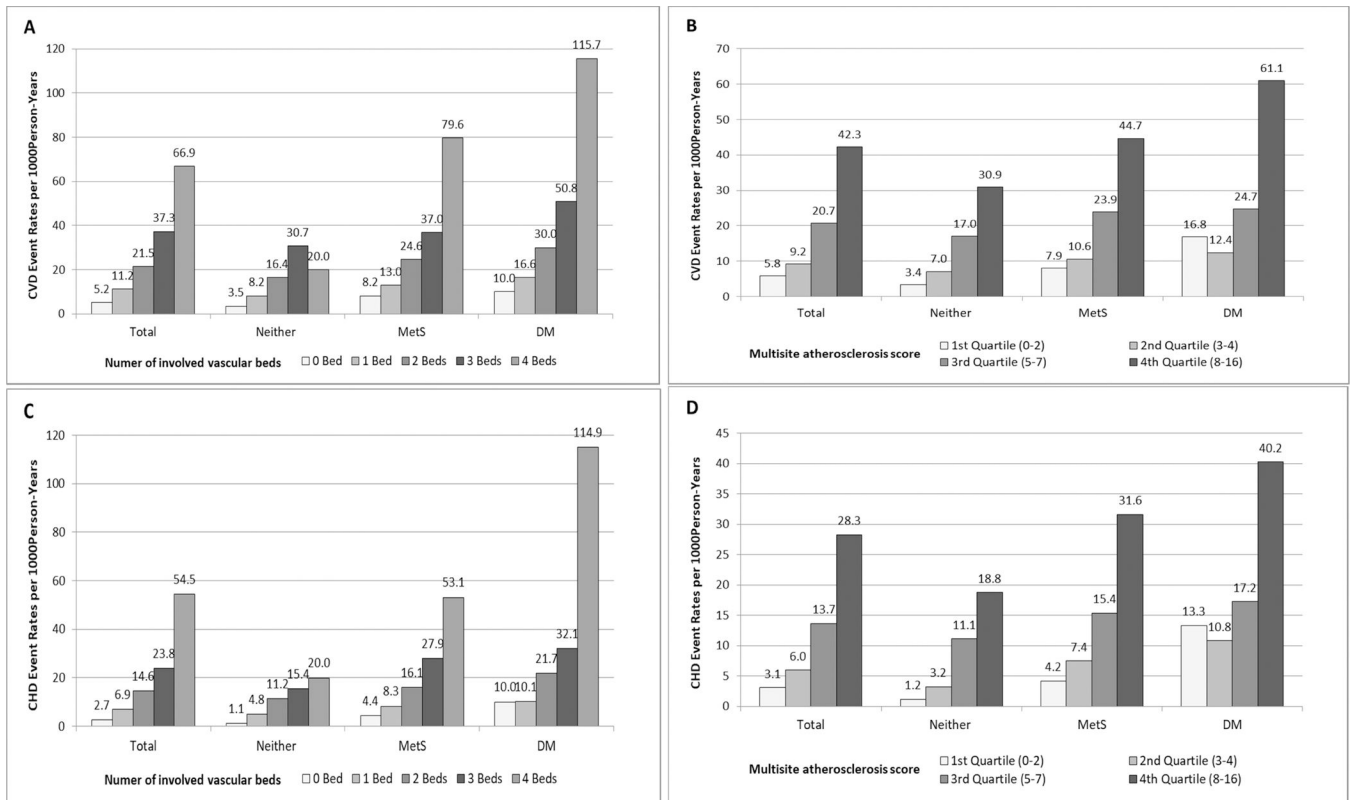 A
CVD Event Rates per 1000Person-Years
120
100
80
60
40
20
0
5.2 11.2 21.5 37.3 66.9
3.5 8.2 16.4 30.7 20.0
8.2 13.0 24.6 37.0 79.6
10.0 16.6 30.0 50.8 115.7
Total Neither MetS DM
Numer of involved vascular beds 0 Bed 1 Bed 2 Beds 3 Beds 4 Beds
B
CVD Event Rates per 1000Person-Years
70
60
50
40
30
20
10
0
5.8 9.2 20.7 42.3
3.4 7.0 17.0 30.9
7.9 10.6 23.9 44.7
16.8 12.4 24.7 61.1
Total Neither MetS DM
Multisite atherosclerosis score
1st Quartile (0-2) 2nd Quartile (3-4)
3rd Quartile (5-7) 4th Quartile (8-16)
C
CHD Event Rates per 1000Person-Years
120
100
80
60
40
20
0
2.7 6.9 14.6 23.8 54.5
1.1 4.8 11.2 15.4 20.0
4.4 8.3 16.1 27.9 53.1
10.0 10.1 21.7 32.1 114.9
Total Neither MetS DM
Numer of involved vascular beds 0 Bed 1 Bed 2 Beds 3 Beds 4 Beds
D
CHD Event Rates per 1000Person-Years
45
40
35
30
25
20
15
10
5
0
3.1 6.0 13.7 28.3
1.2 3.2 11.1 18.8
4.2 7.4 15.4 31.6
13.3 10.8 17.2 40.2
Total Neither MetS DM
Multisite atherosclerosis score
1st Quartile (0-2) 2nd Quartile (3-4)
3rd Quartile (5-7) 4th Quartile (8-16)